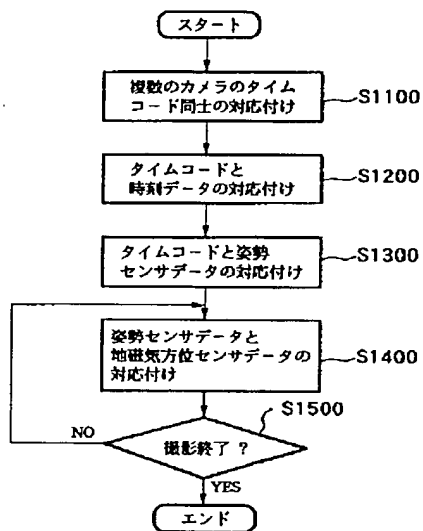 スタート
複数のカメラのタイム
コード同士の対応付け
S1100
タイムコードと
時刻データの対応付け
S1200
タイムコードと姿勢
センサデータの対応付け
S1300
姿勢センサデータと
地磁気方位センサデータの
対応付け
S1400
S1500
撮影終了 ?
NO
YES
エンド